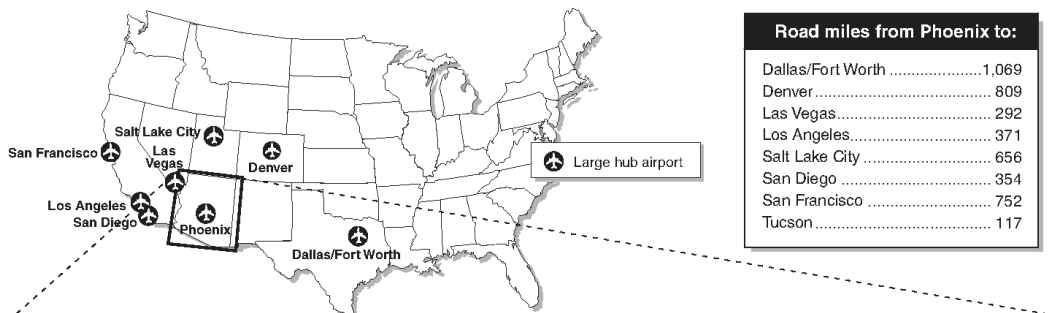 Salt Lake City
San Francisco
Las
Vegas
Denver
Los Angeles
San Diego
Phoenix
Dallas/Fort Worth
Large hub airport
Road miles from Phoenix to:
Dallas/Fort Worth .....................1,069
Denver.................................... 809
Las Vegas............................... 292
Los Angeles............................. 371
Salt Lake City ......................... 656
San Diego ............................... 354
San Francisco ......................... 752
Tucson..................................... 117